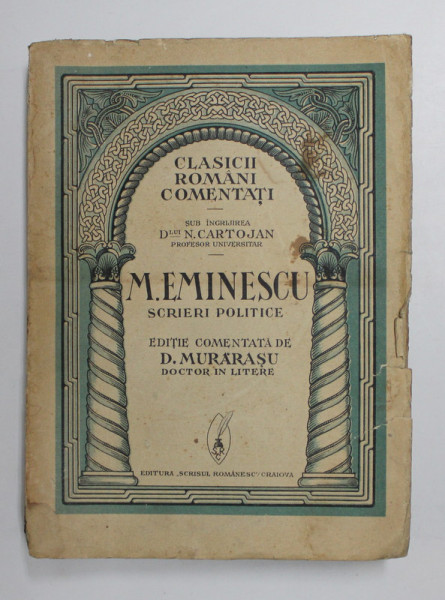 CLASICII
ROMÂNI
COMENTAȚI
SUB ÎNGRIJIREA
DLUI N. CARTOJAN
PROFESOR UNIVERSITAR
M. EMINESCU
SCRIERI POLITICE
EDIȚIE COMENTATĂ DE
D. MURĂRAȘU
DOCTOR ÎN LITERE
EDITURA „SCRISUL ROMÂNESC” CRAIOVA